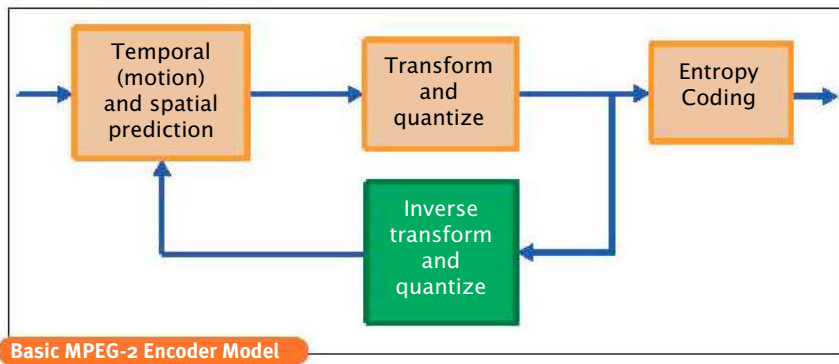 Temporal
(motion)
and spatial
prediction
Transform
and
quantize
Entropy
Coding
Inverse
transform
and
quantize
Basic MPEG-2 Encoder Model